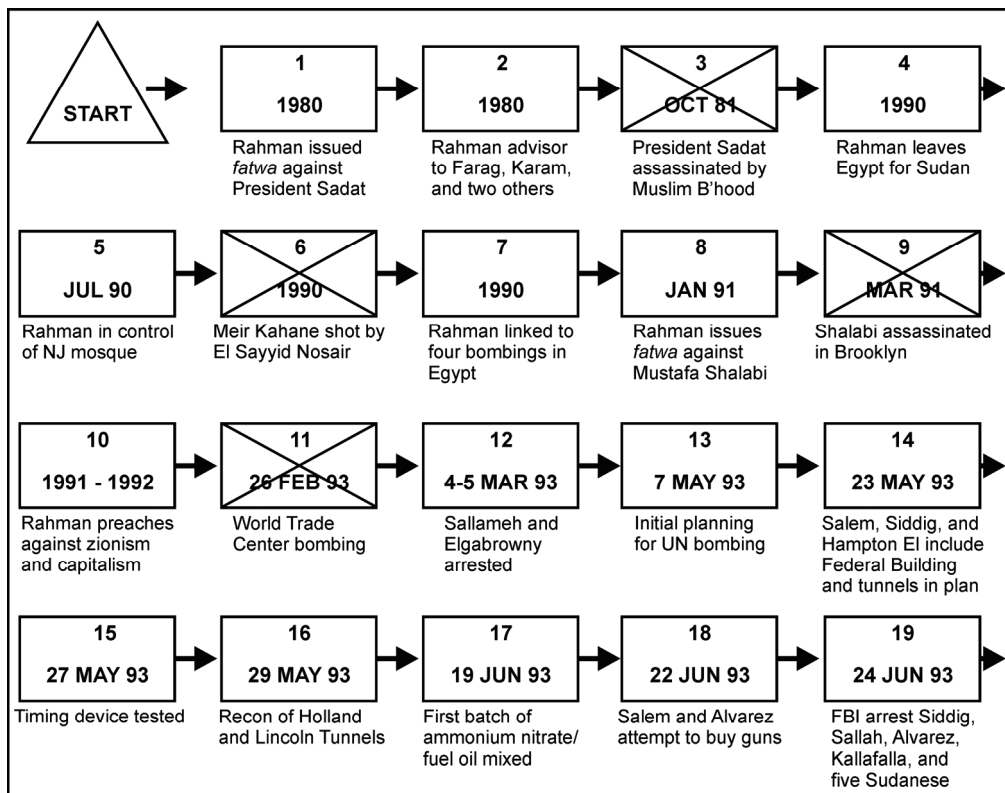 START
1
1980
Rahman issued
fatwa against
President Sadat
2
1980
Rahman advisor
to Farag, Karam,
and two others
3
OCT 81
President Sadat
assassinated by
Muslim B'hood
4
1990
Rahman leaves
Egypt for Sudan
5
JUL 90
Rahman in control
of NJ mosque
6
1990
Meir Kahane shot by
El Sayyid Nosair
7
1990
Rahman linked to
four bombings in
Egypt
8
JAN 91
Rahman issues
fatwa against
Mustafa Shalabi
9
MAR 91
Shalabi assassinated
in Brooklyn
10
1991 - 1992
Rahman preaches
against zionism
and capitalism
11
26 FEB 93
World Trade
Center bombing
12
4-5 MAR 93
Sallameh and
Elgabrowny
arrested
13
7 MAY 93
Initial planning
for UN bombing
14
23 MAY 93
Salem, Siddig, and
Hampton El include
Federal Building
and tunnels in plan
15
27 MAY 93
Timing device tested
16
29 MAY 93
Recon of Holland
and Lincoln Tunnels
17
19 JUN 93
First batch of
ammonium nitrate/
fuel oil mixed
18
22 JUN 93
Salem and Alvarez
attempt to buy guns
19
24 JUN 93
FBI arrest Siddig,
Sallah, Alvarez,
Kallafalla, and
five Sudanese